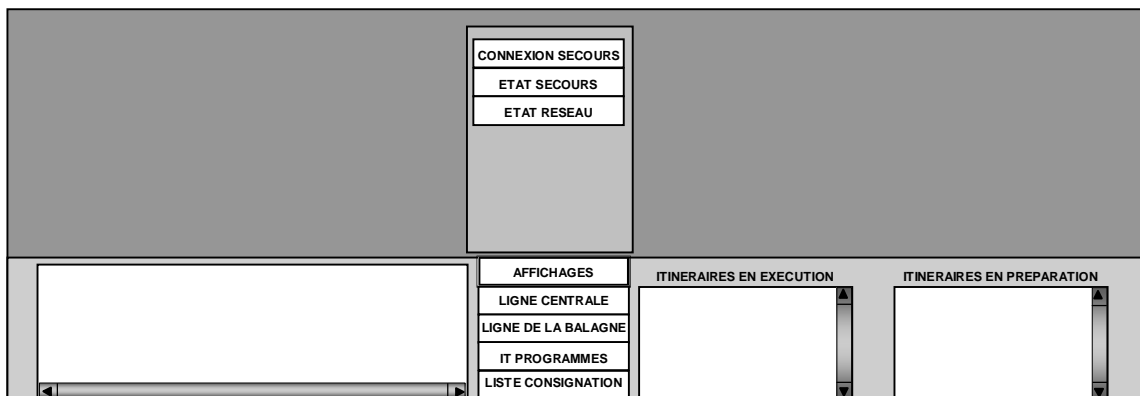 CONNEXION SECOURS
ETAT SECOURS
ETAT RESEAU
AFFICHAGES
LIGNE CENTRALE
LIGNE DE LA BALAGNE
IT PROGRAMMES
LISTE CONSIGNATION
ITINERAIRES EN EXECUTION
ITINERAIRES EN PREPARATION